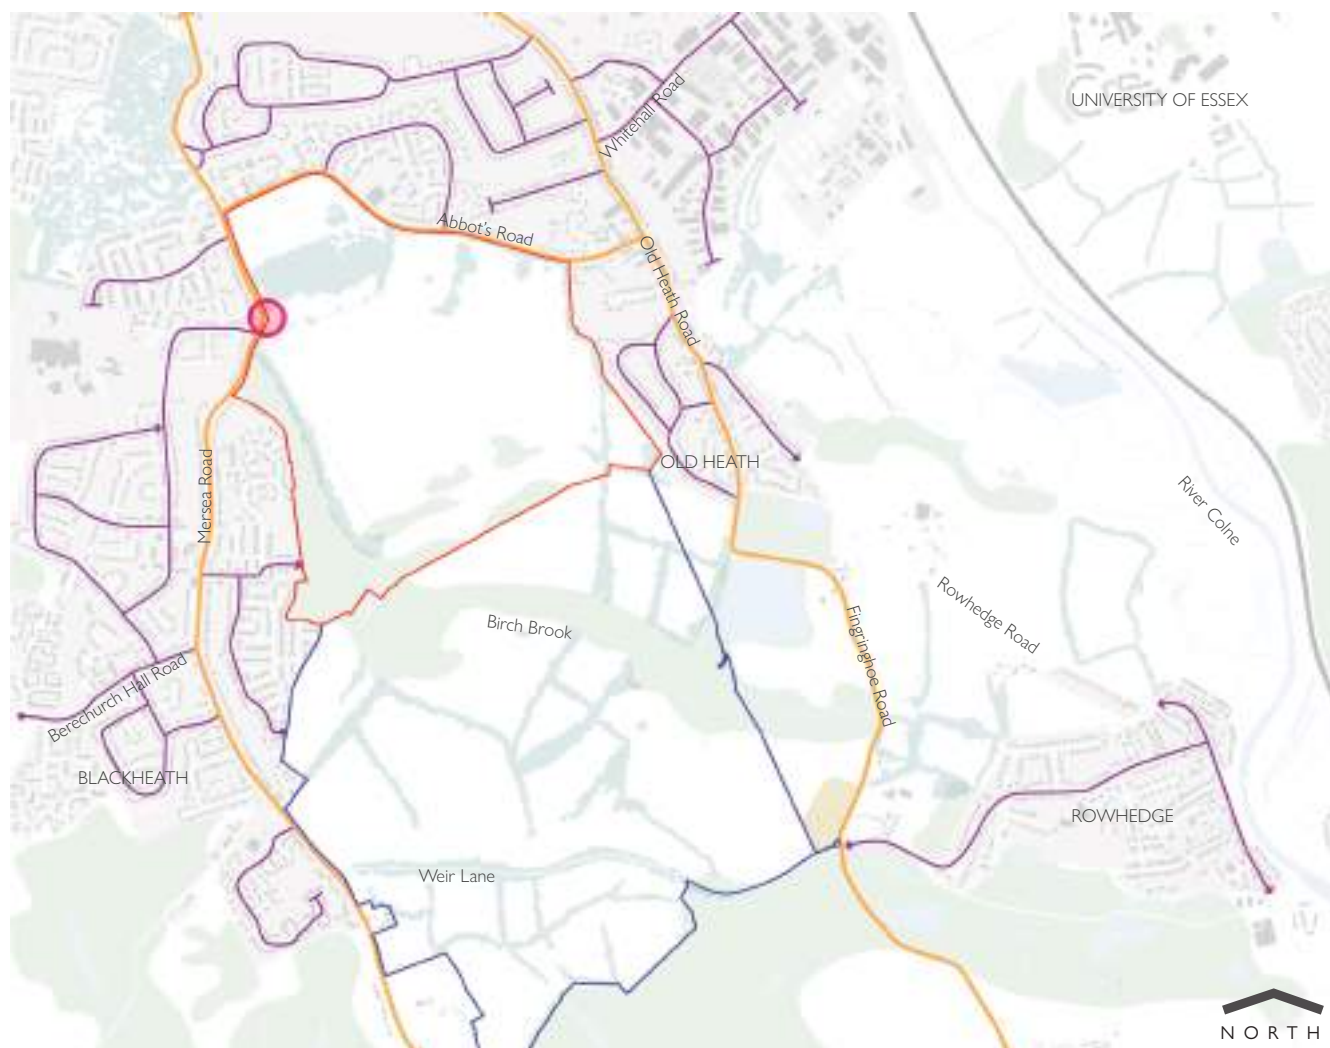 UNIVERSITY OF ESSEX
Whitehall Road
Abbot's Road
Old Heath Road
OLD HEATH
Mersea Road
River Colne
Rowhedge Road
Birch Brook
Fingringhoe Road
Berechurch Hall Road
BLACKHEATH
ROWHEDGE
Weir Lane
NORTH